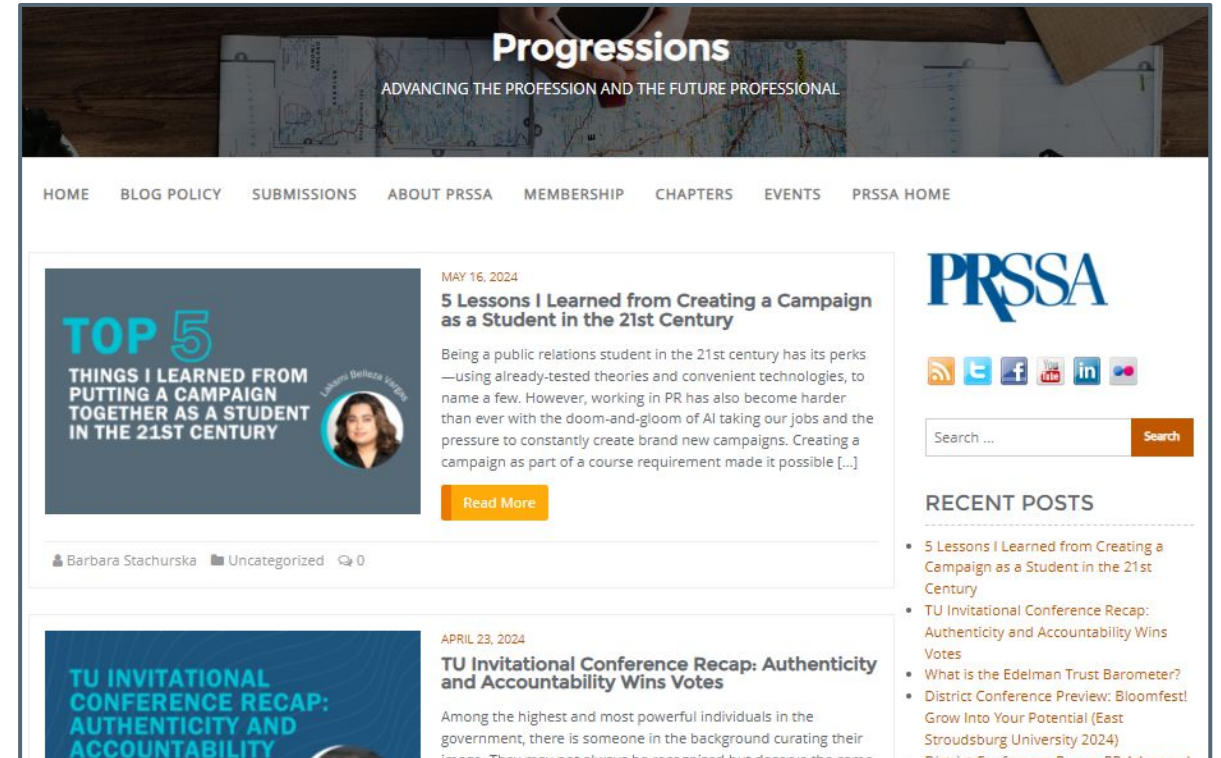 Progressions
ADVANCING THE PROFESSION AND THE FUTURE PROFESSIONAL
HOME BLOG POLICY SUBMISSIONS ABOUT PRSSA MEMBERSHIP CHAPTERS EVENTS PRSSA HOME
TOP 5
THINGS I LEARNED FROM
PUTTING A CAMPAIGN
TOGETHER AS A STUDENT
IN THE 21ST CENTURY
Belleza Vargas
MAY 16, 2024
5 Lessons I Learned from Creating a Campaign
as a Student in the 21st Century
Being a public relations student in the 21st century has its perks
—using already-tested theories and convenient technologies, to
name a few. However, working in PR has also become harder
than ever with the doom-and-gloom of AI taking our jobs and the
pressure to constantly create brand new campaigns. Creating a
campaign as part of a course requirement made it possible [...]
Read More
Barbara Stachurska Uncategorized 0
TU INVITATIONAL
CONFERENCE RECAP:
AUTHENTICITY AND
ACCOUNTABILITY
APRIL 23, 2024
TU Invitational Conference Recap: Authenticity
and Accountability Wins Votes
Among the highest and most powerful individuals in the
government, there is someone in the background curating their
PRSSA
You
Tube
in
Search ...
Search
RECENT POSTS
5 Lessons I Learned from Creating a
Campaign as a Student in the 21st
Century
TU Invitational Conference Recap:
Authenticity and Accountability Wins
Votes
What is the Edelman Trust Barometer?
District Conference Preview: Bloomfest!
Grow Into Your Potential (East
Stroudsburg University 2024)